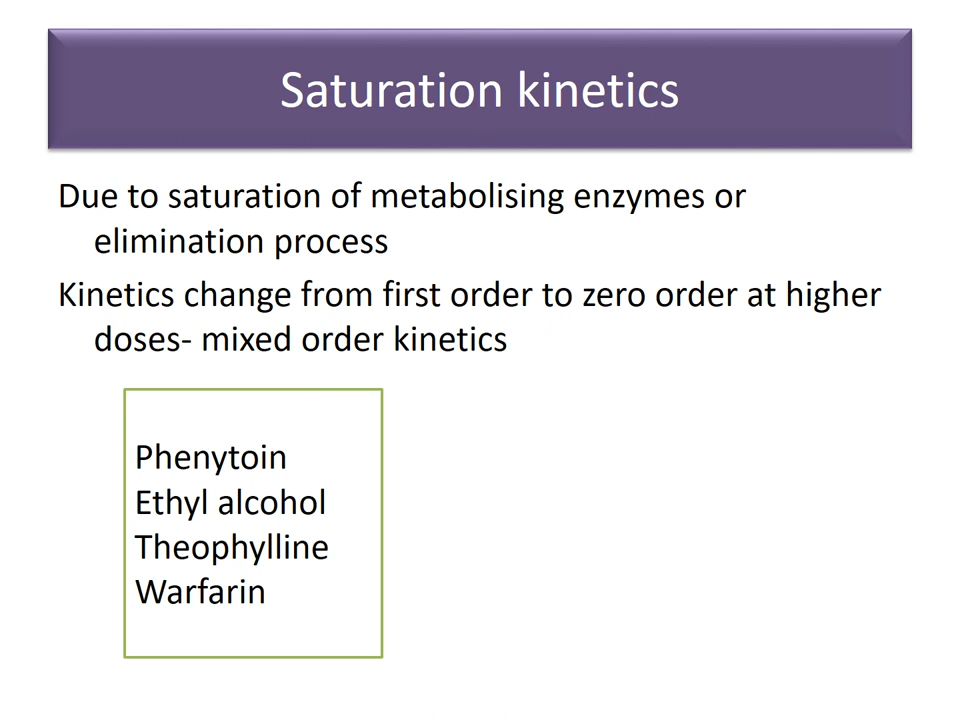 Saturation kinetics
Due to saturation of metabolising enzymes or
elimination process
Kinetics change from first order to zero order at higher
doses- mixed order kinetics
Phenytoin
Ethyl alcohol
Theophylline
Warfarin